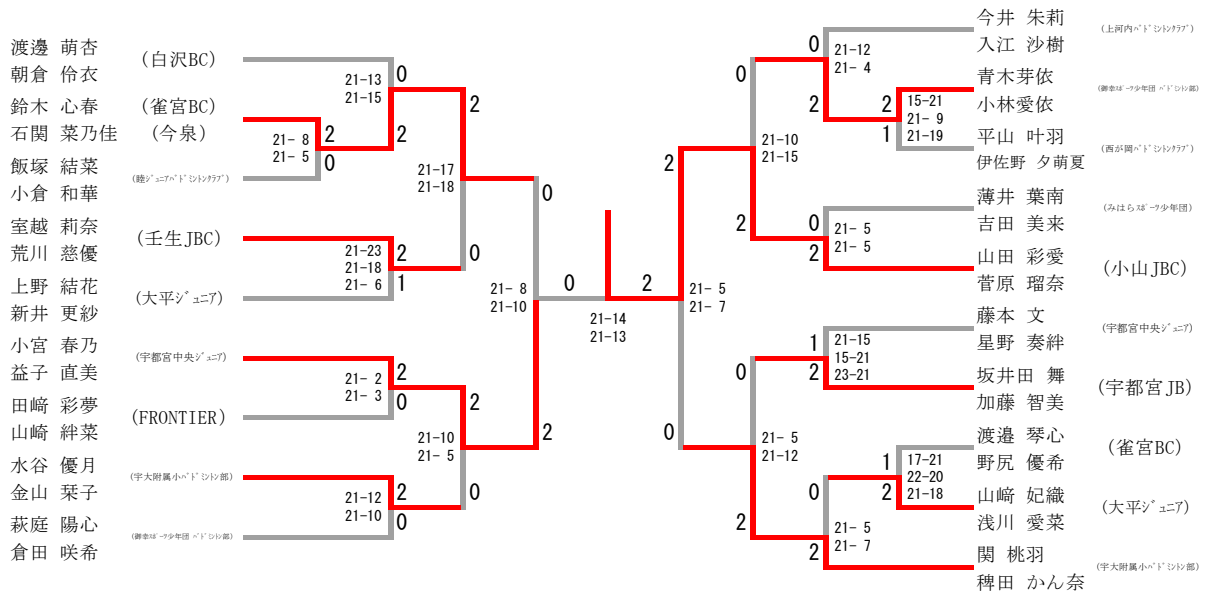 渡邊 萌杏
朝倉 伶衣
(白沢BC)
鈴木 心春
石関 菜乃佳
(雀宮BC)
(今泉)
飯塚 結菜
小倉 和華
(睦ジュニアバドミントンクラブ)
室越 莉奈
荒川 慈優
(壬生JBC)
上野 結花
新井 更紗
(大平ジュニア)
小宮 春乃
益子 直美
(宇都宮中央ジュニア)
田﨑 彩夢
山崎 絆菜
(FRONTIER)
水谷 優月
金山 栞子
(宇大附属小バドミントン部)
萩庭 陽心
倉田 咲希
(御幸スポーツ少年団 バドミントン部)
21-13
21-15
0
2
21- 8
21- 5
2
0
21-17
21-18
2
0
21-23
21-18
21- 6
2
1
21- 8
21-10
0
2
21- 2
21- 3
2
0
21-10
21- 5
2
0
21-12
21-10
2
0
0
2
21-14
21-13
21- 5
21- 7
2
0
21-10
21-15
0
2
21-12
21- 4
0
2
15-21
21- 9
21-19
2
1
21- 5
21- 5
0
2
21-15
15-21
23-21
1
2
21- 5
21-12
0
2
17-21
22-20
21-18
1
2
21- 5
21- 7
0
2
今井 朱莉
入江 沙樹
(上河内バドミントンクラブ)
青木芽依
小林愛依
(御幸スポーツ少年団 バドミントン部)
平山 叶羽
伊佐野 夕萌夏
(西が岡バドミントンクラブ)
薄井 葉南
吉田 美来
(みはらスポーツ少年団)
山田 彩愛
菅原 瑠奈
(小山JBC)
藤本 文
星野 奏絆
(宇都宮中央ジュニア)
坂井田 舞
加藤 智美
(宇都宮JB)
渡邉 琴心
野尻 優希
(雀宮BC)
山﨑 妃織
浅川 愛菜
(大平ジュニア)
関 桃羽
稗田 かん奈
(宇大附属小バドミントン部)